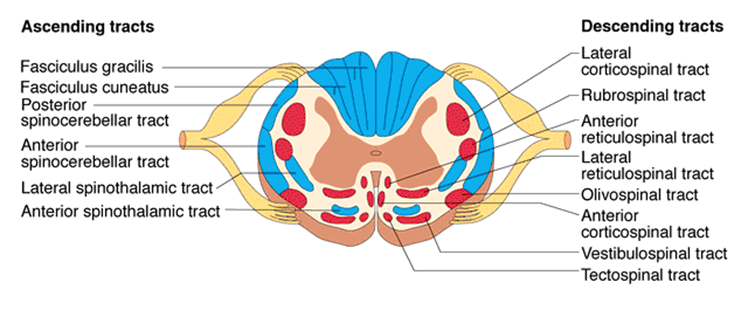 Ascending tracts
Fasciculus gracilis
Fasciculus cuneatus
Posterior
spinocerebellar tract
Anterior
spinocerebellar tract
Lateral spinothalamic tract
Anterior spinothalamic tract
Descending tracts
Lateral
corticospinal tract
Rubrospinal tract
Anterior
reticulospinal tract
Lateral
reticulospinal tract
Olivospinal tract
Anterior
corticospinal tract
Vestibulospinal tract
Tectospinal tract